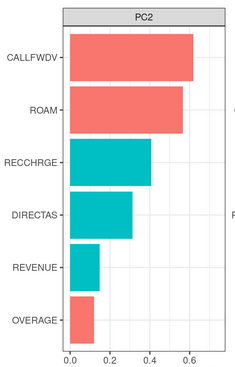 PC2
CALLFWDV
ROAM
RECCHRGE
DIRECTAS
REVENUE
OVERAGE
0.0 0.2 0.4 0.6